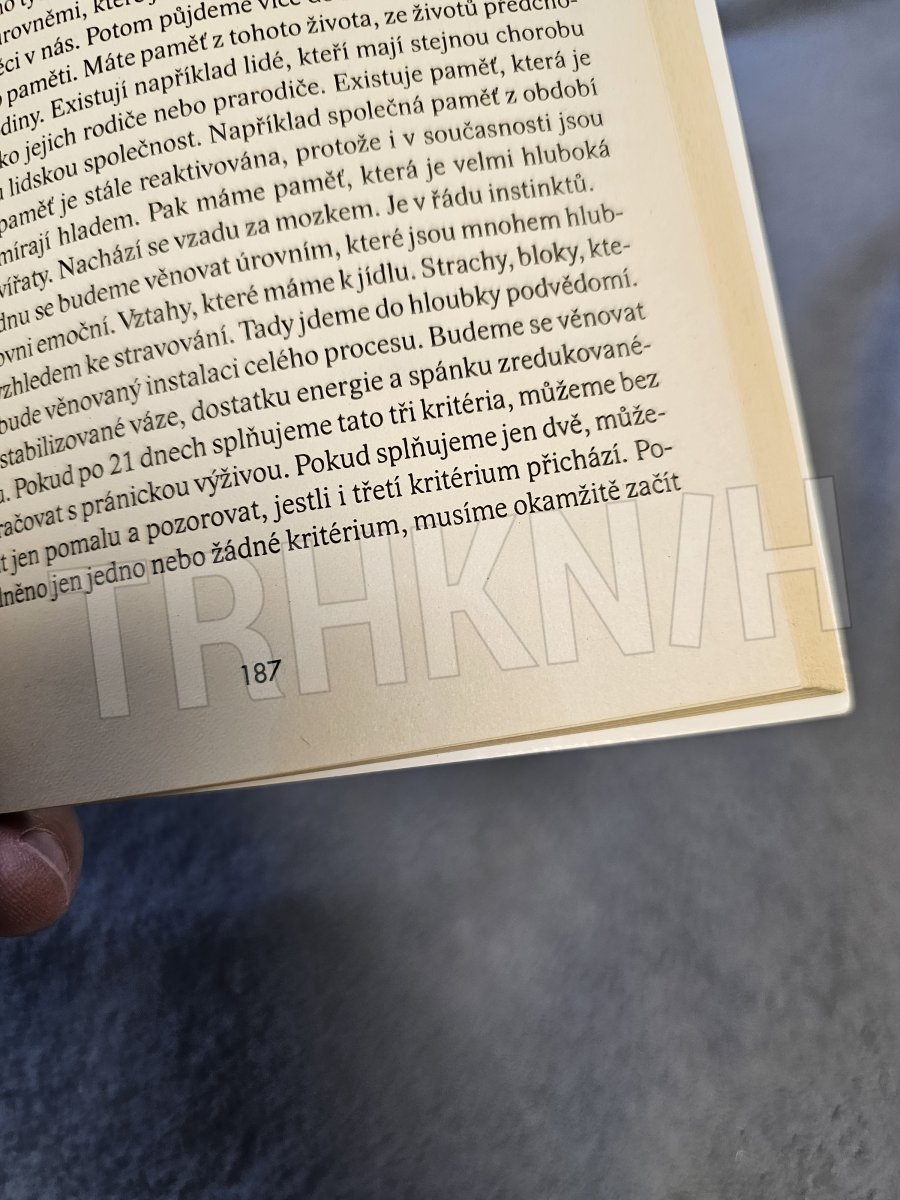 rovněmi, které
ěci v nás. Potom půjdeme více do
paměti. Máte paměť z tohoto života, ze životů předcho-
diny. Existují například lidé, kteří mají stejnou chorobu
ko jejich rodiče nebo prarodiče. Existuje paměť, která je
lidskou společnost. Například společná paměť z období
paměť je stále reaktivována, protože i v současnosti jsou
mírají hladem. Pak máme paměť, která je velmi hluboká
vířaty. Nachází se vzadu za mozkem. Je v řádu instinktů.
dnu se budeme věnovat úrovním, které jsou mnohem hlub-
ovni emoční. Vztahy, které máme k jídlu. Strachy, bloky, kte-
vzhledem ke stravování. Tady jdeme do hloubky podvědomí.
bude věnovaný instalaci celého procesu. Budeme se věnovat
stabilizované váze, dostatku energie a spánku zredukované-
u. Pokud po 21 dnech splňujeme tato tři kritéria, můžeme bez
račovat s pránickou výživou. Pokud splňujeme jen dvě, může-
t jen pomalu a pozorovat, jestli i třetí kritérium přichází. Po-
lněno jen jedno nebo žádné kritérium, musíme okamžitě začít
TRHKNIH
187